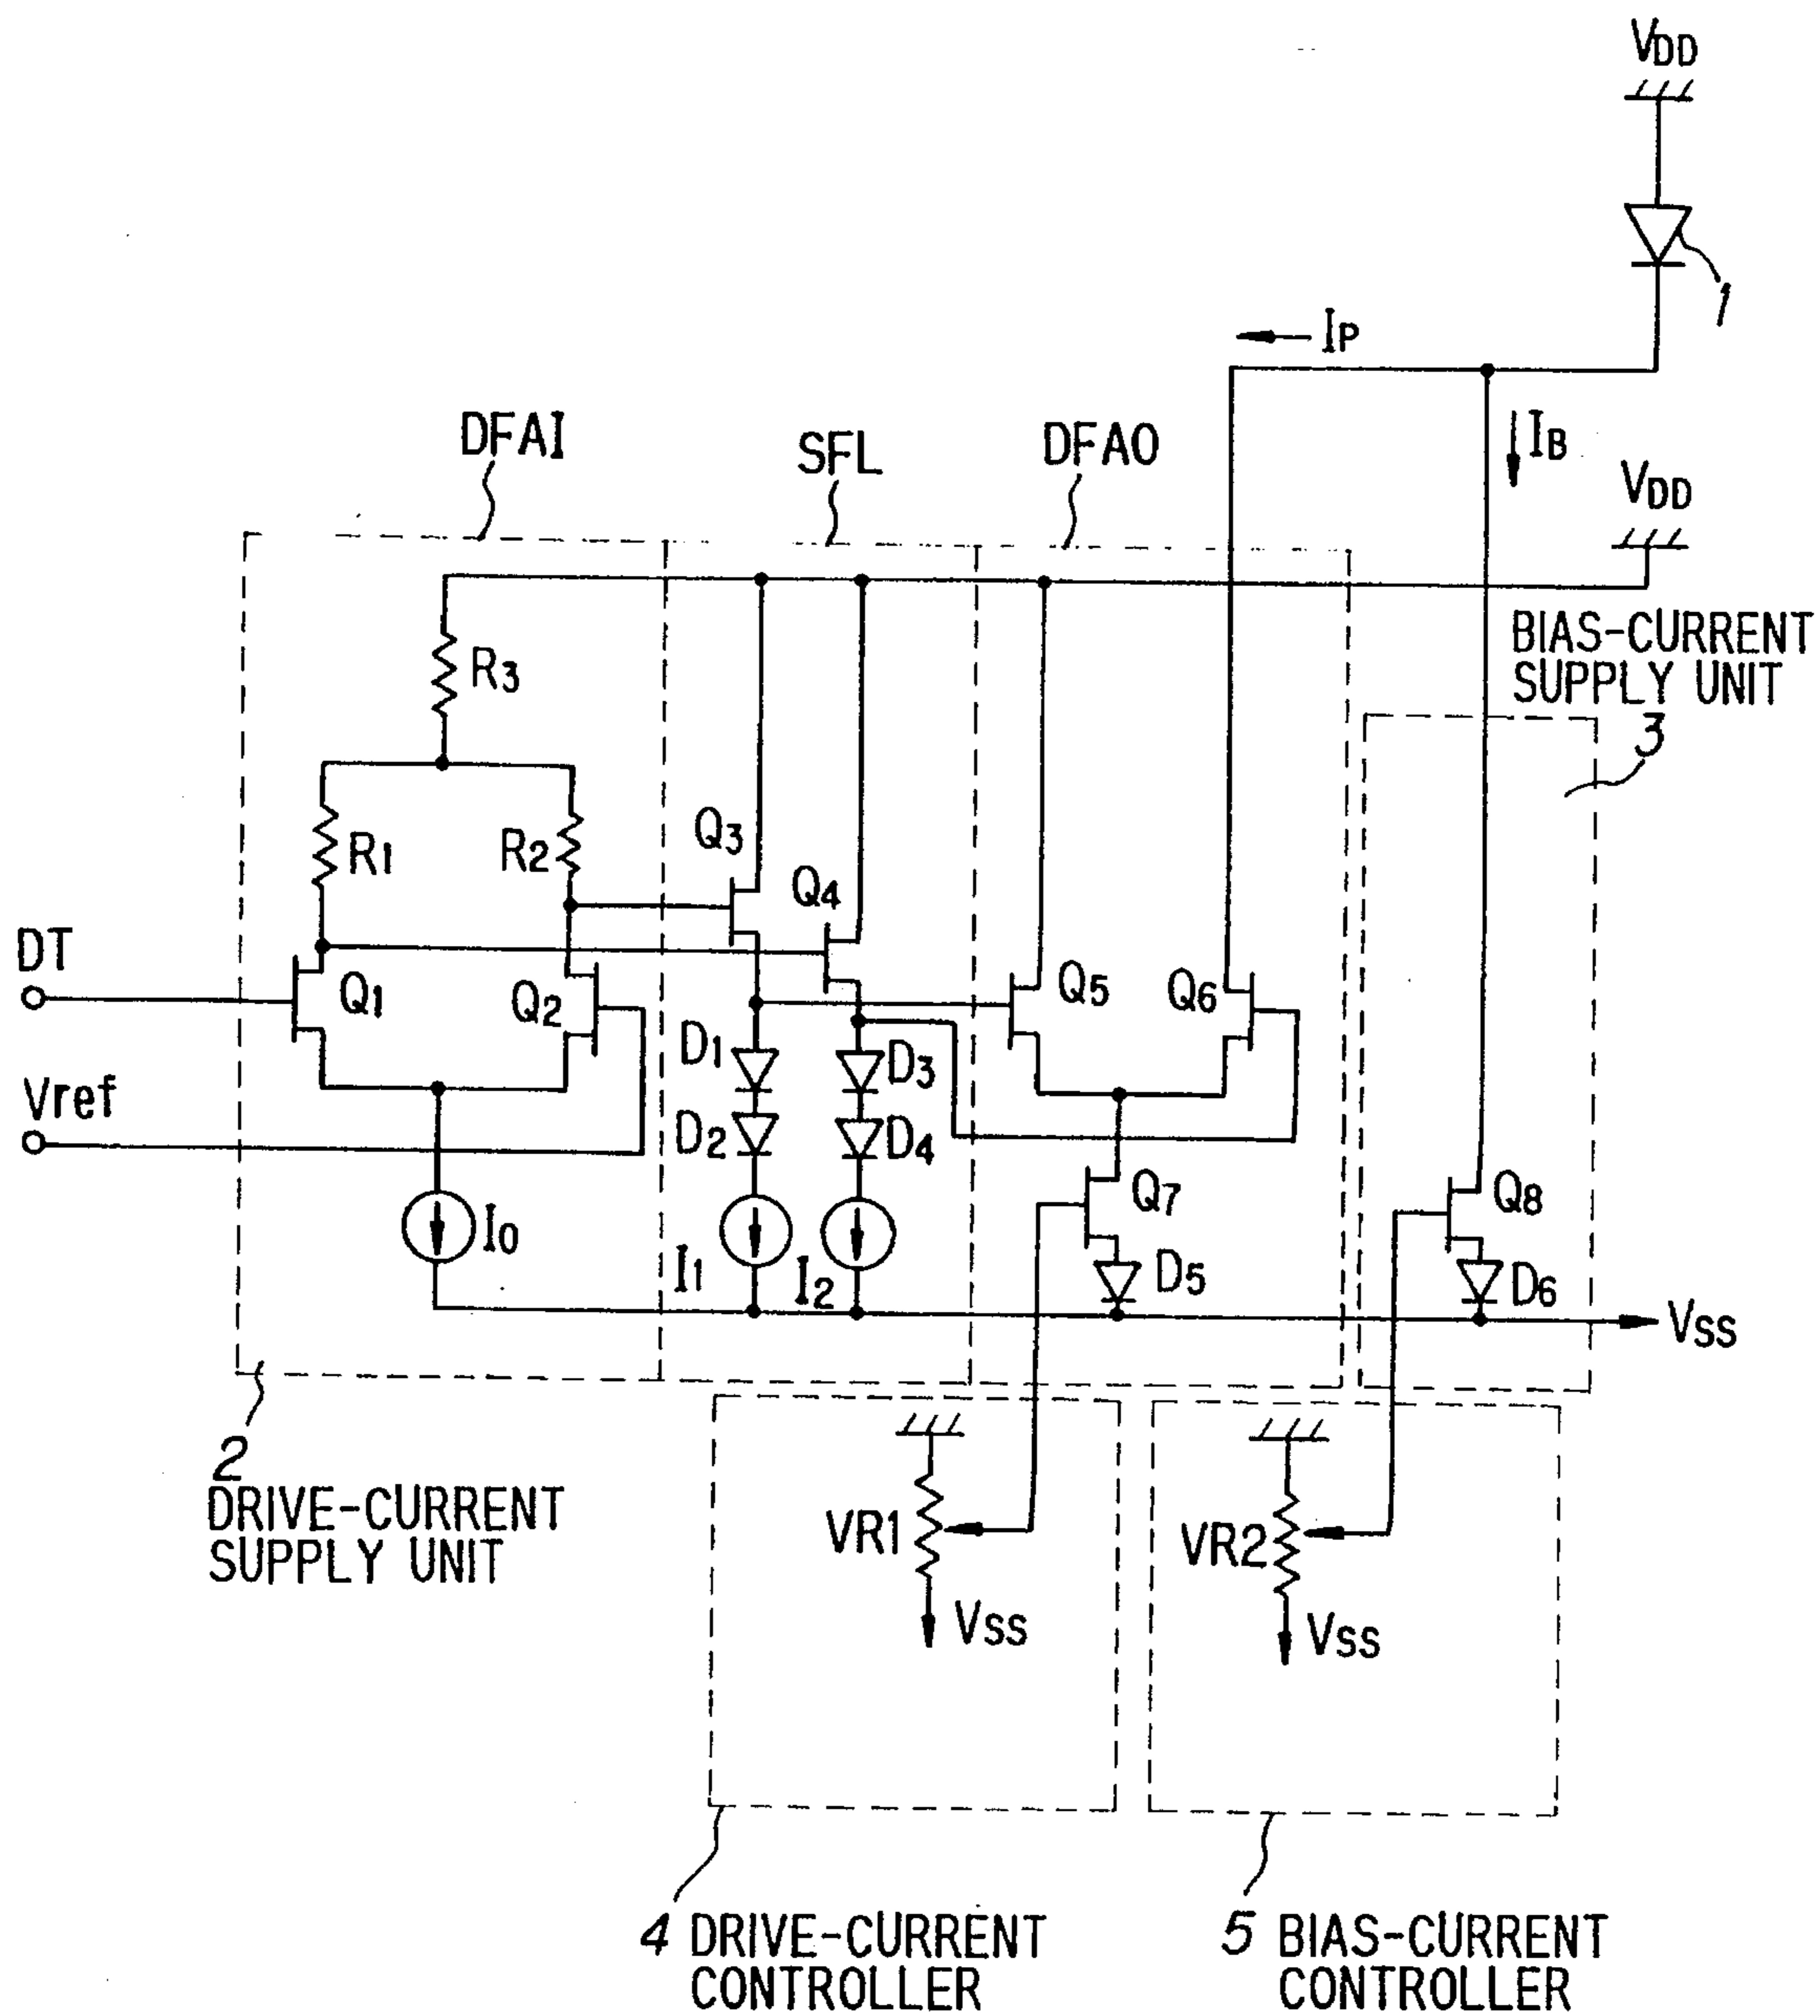 VDD
1
IP
IB
DFAI
SFL
DFAO
VDD
BIAS-CURRENT
SUPPLY UNIT
3
R3
R1
R2
Q3
Q4
DT
Q1
Q2
Q5
Q6
D1
D3
Vref
D2
D4
Q7
Q8
I0
I1
I2
D5
D6
VSS
2
DRIVE-CURRENT
SUPPLY UNIT
VR1
VR2
VSS
VSS
4 DRIVE-CURRENT
CONTROLLER
5 BIAS-CURRENT
CONTROLLER